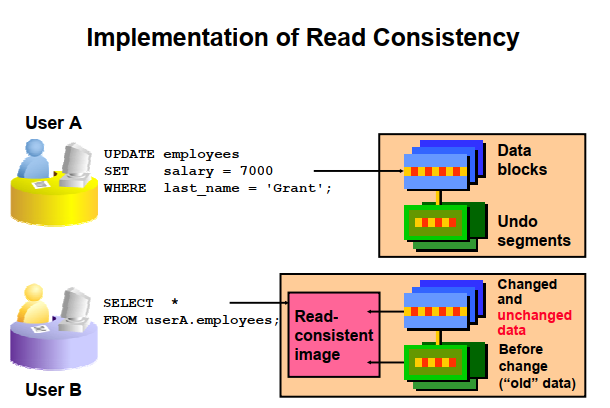 Implementation of Read Consistency
User A
UPDATE employees
SET salary = 7000
WHERE last_name = 'Grant';
Data
blocks
Undo
segments
SELECT *
FROM userA.employees;
Read-
consistent
image
Changed
and
unchanged
data
Before
change
(“old” data)
User B